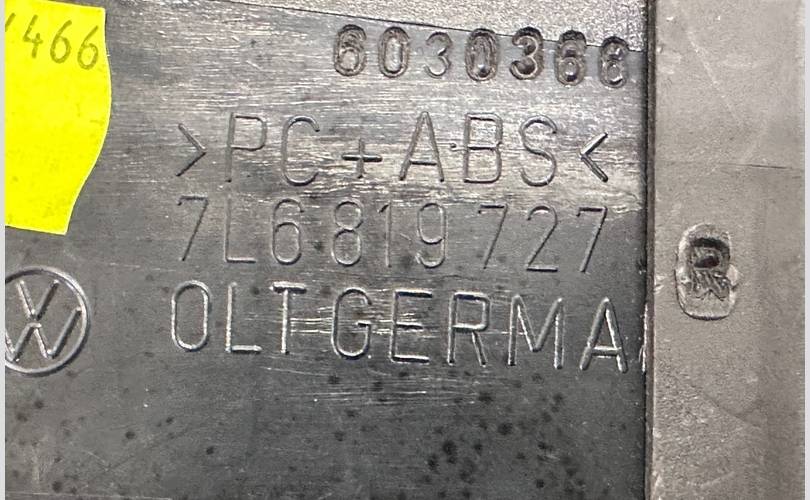 466
6030368
>PC+ABS<
7L6 819 727
OLT GERMA